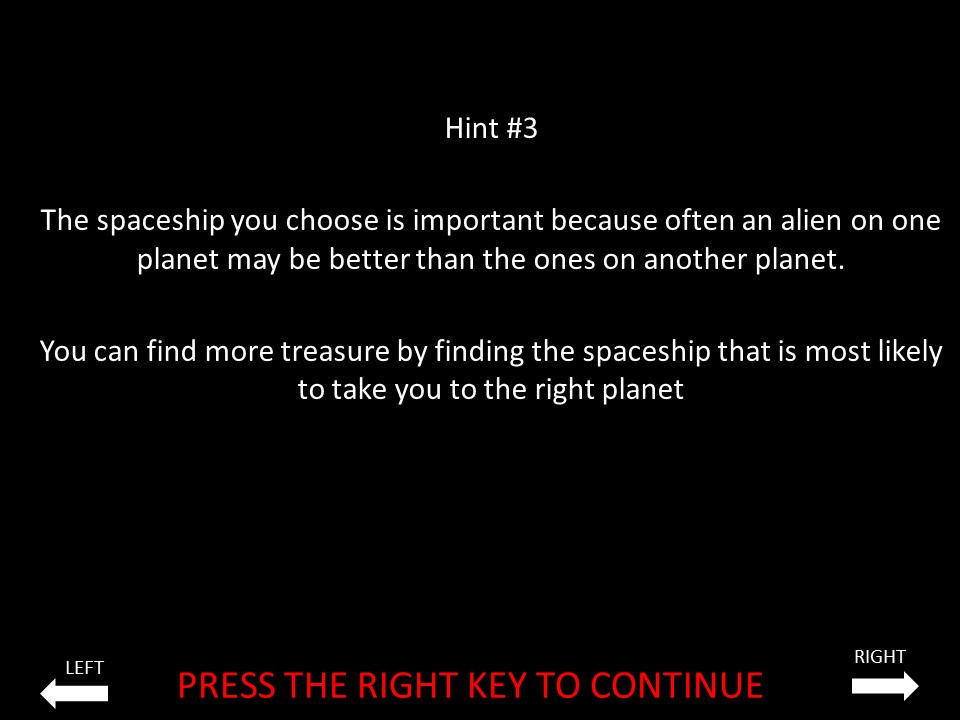 Hint #3
The spaceship you choose is important because often an alien on one
planet may be better than the ones on another planet.
You can find more treasure by finding the spaceship that is most likely
to take you to the right planet
LEFT
PRESS THE RIGHT KEY TO CONTINUE
RIGHT